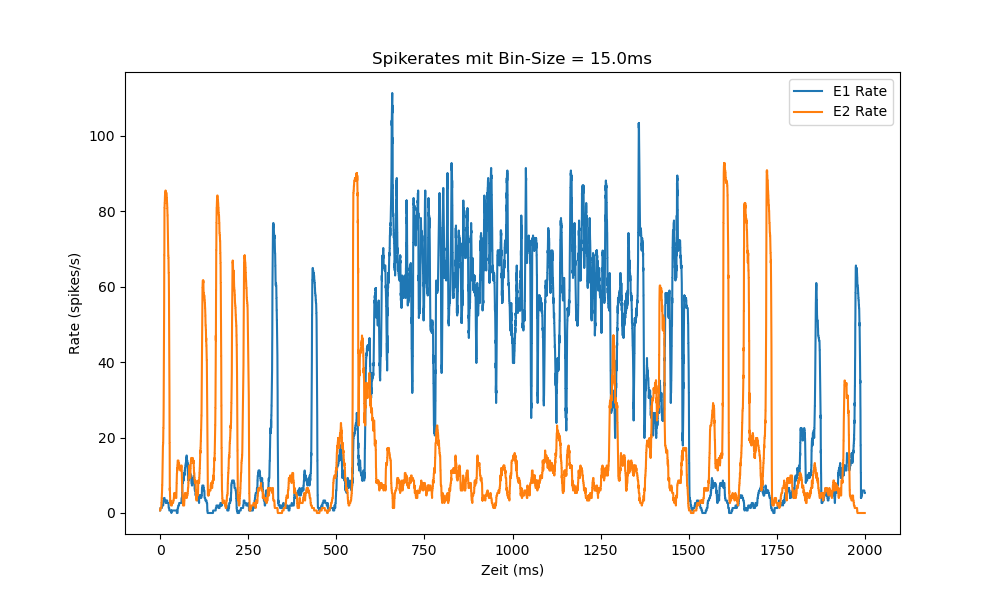 Spikerates mit Bin-Size = 15.0ms
E1 Rate
E2 Rate
Rate (spikes/s)
100
80
60
40
20
0
0 250 500 750 1000 1250 1500 1750 2000
Zeit (ms)